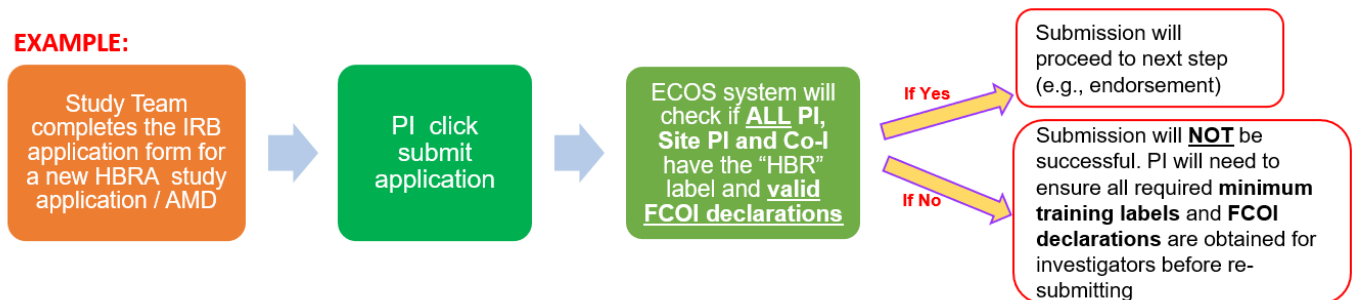 EXAMPLE:
Study Team
completes the IRB
application form for
a new HBRA study
application / AMD
PI click
submit
application
ECOS system will
check if ALL PI,
Site PI and Co-I
have the “HBR”
label and valid
FCOI declarations
If Yes
If No
Submission will
proceed to next step
(e.g., endorsement)
Submission will NOT be
successful. PI will need to
ensure all required minimum
training labels and FCOI
declarations are obtained for
investigators before re-
submitting